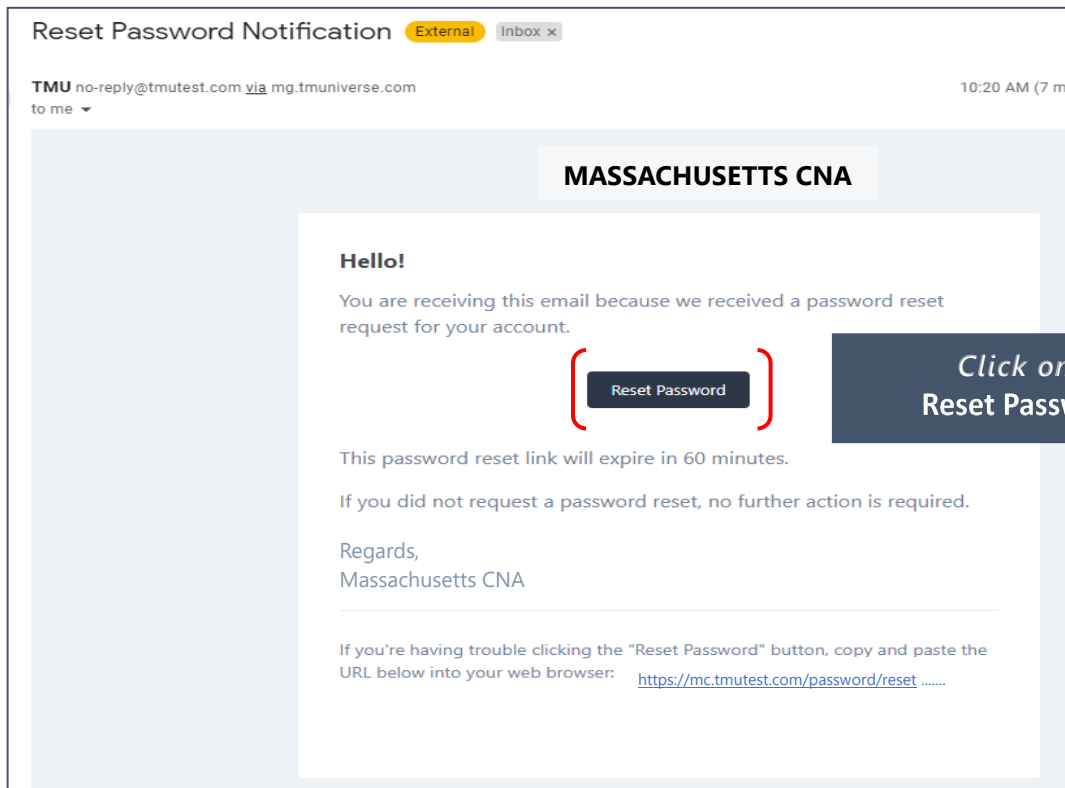 Reset Password Notification External Inbox ×
TMU no-reply@tmutest.com via mg.tmuniverse.com 10:20 AM (7 m
to me
MASSACHUSETTS CNA
Hello!
You are receiving this email because we received a password reset
request for your account.
Click on
Reset Password
Reset Passw
This password reset link will expire in 60 minutes.
If you did not request a password reset, no further action is required.
Regards,
Massachusetts CNA
If you're having trouble clicking the "Reset Password" button, copy and paste the
URL below into your web browser: https://mc.tmutest.com/password/reset .......